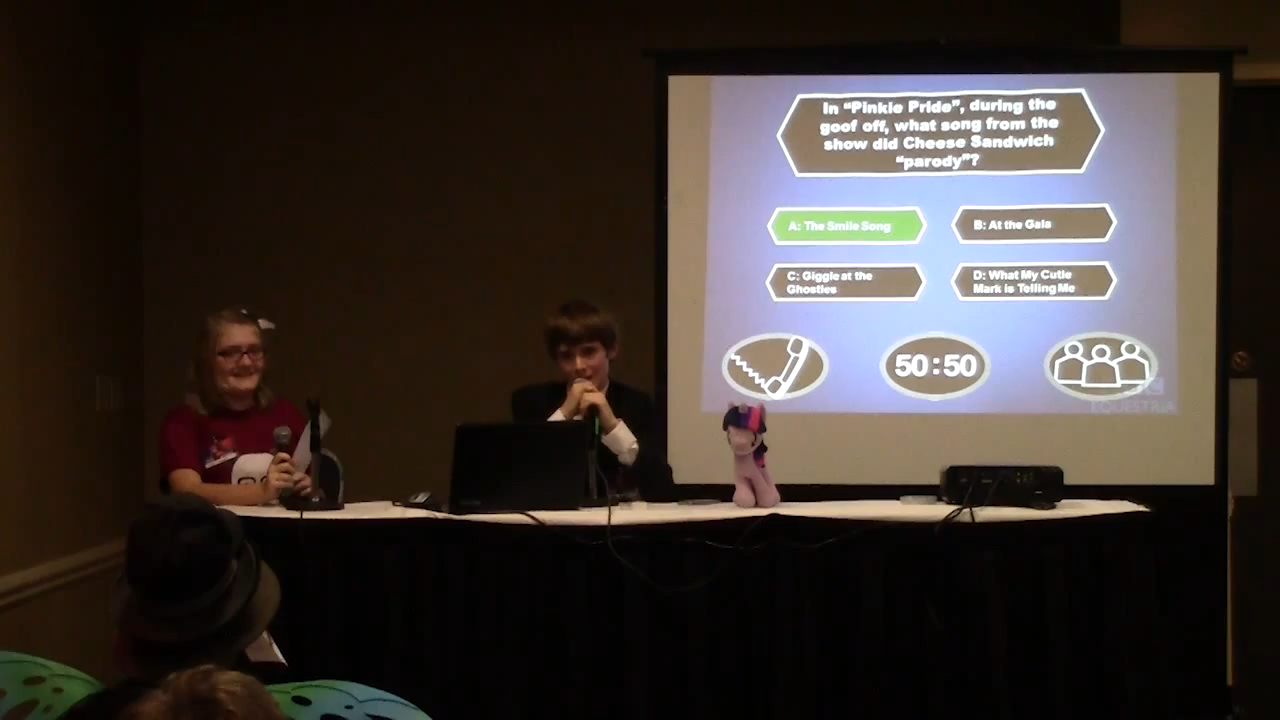 In “Pinkie Pride”, during the
goof off, what song from the
show did Cheese Sandwich
“parody”?
A: The Smile Song
B: At the Gala
C: Giggle at the
Ghosties
D: What My Cutie
Mark is Telling Me
50:50
EQUESTRIA